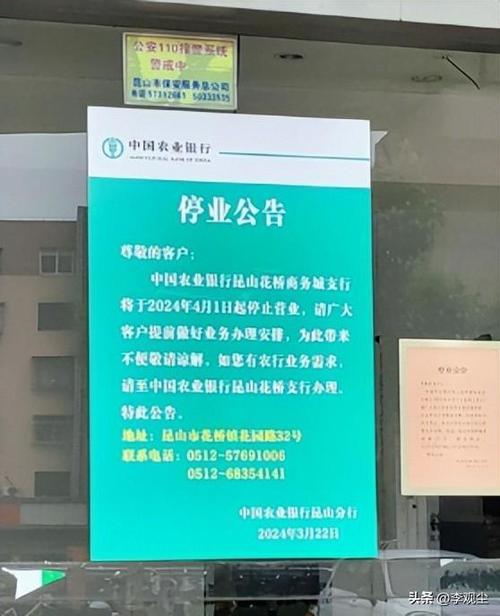 公安110报警系统
警戒中
昆山市保安服务总公司
中国农业银行
AGRICULTURAL BANK OF CHINA
停业公告
尊敬的客户：
中国农业银行昆山花桥商务城支行
将于2024年4月1日起停止营业，请广大
客户提前做好业务办理安排，为此带来
不便敬请谅解。如您有农行业务需求，
请至中国农业银行昆山花桥支行办理。
特此公告。
地址：昆山市花桥镇花园路32号
联系电话：0512-57691006
0512-68354141
中国农业银行昆山分行
2024年3月22日
停业公告
头条 @李观尘